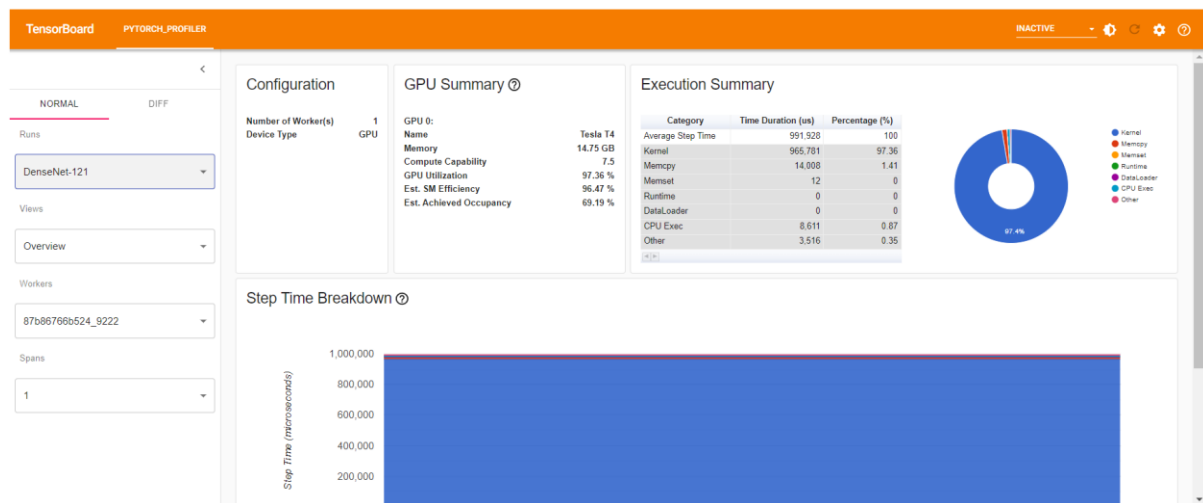 TensorBoard PYTORCH_PROFILER INACTIVE
NORMAL DIFF
Runs
DenseNet-121
Views
Overview
Workers
87b86766b524_9222
Spans
1
Configuration
Number of Worker(s) 1
Device Type GPU
GPU Summary
GPU 0:
Name Tesla T4
Memory 14.75 GB
Compute Capability 7.5
GPU Utilization 97.36 %
Est. SM Efficiency 96.47 %
Est. Achieved Occupancy 69.19 %
Execution Summary
Category Time Duration (us) Percentage (%)
Average Step Time 991,928 100
Kernel 965,781 97.36
Memcpy 14,008 1.41
Memset 12 0
Runtime 0 0
DataLoader 0 0
CPU Exec 8,611 0.87
Other 3,516 0.35
97.4%
Kernel
Memcpy
Memset
Runtime
DataLoader
CPU Exec
Other
Step Time Breakdown
Step Time (microseconds)
1,000,000
800,000
600,000
400,000
200,000